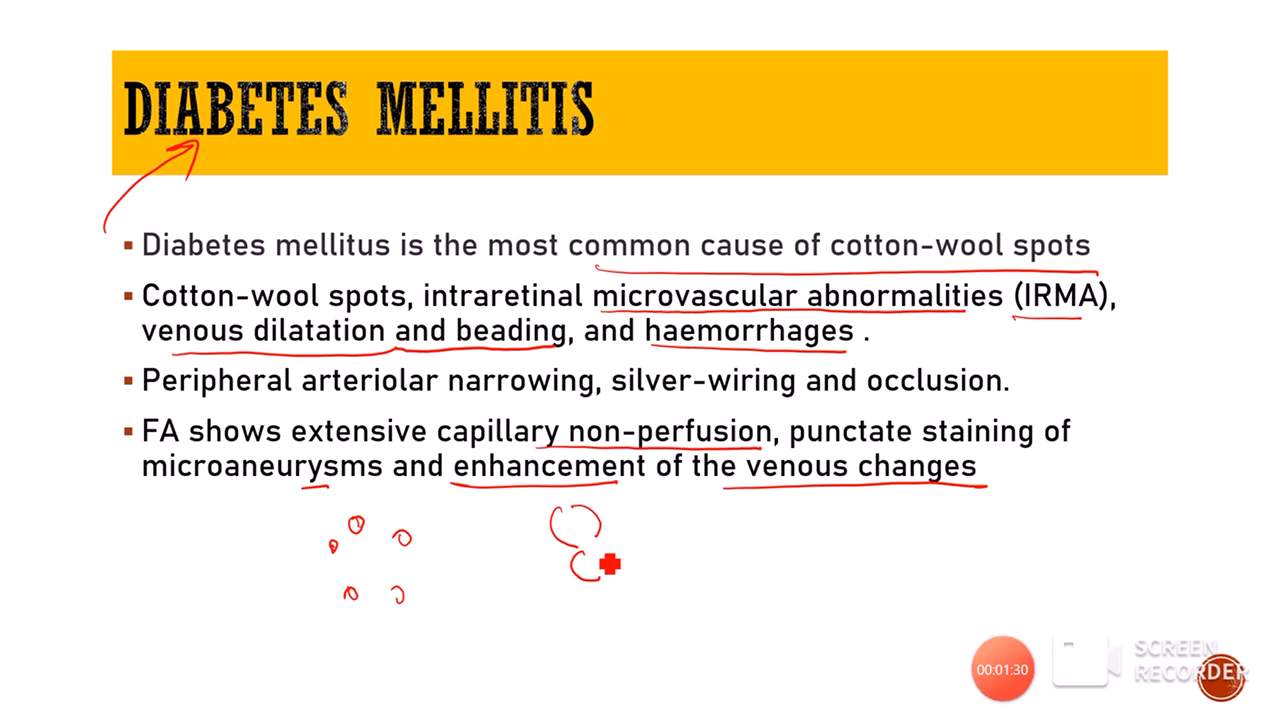 DIABETES MELLITIS
▪ Diabetes mellitus is the most common cause of cotton-wool spots
▪ Cotton-wool spots, intraretinal microvascular abnormalities (IRMA),
venous dilatation and beading, and haemorrhages .
▪ Peripheral arteriolar narrowing, silver-wiring and occlusion.
▪ FA shows extensive capillary non-perfusion, punctate staining of
microaneurysms and enhancement of the venous changes
00:01:30
SCREEN
RECORDER